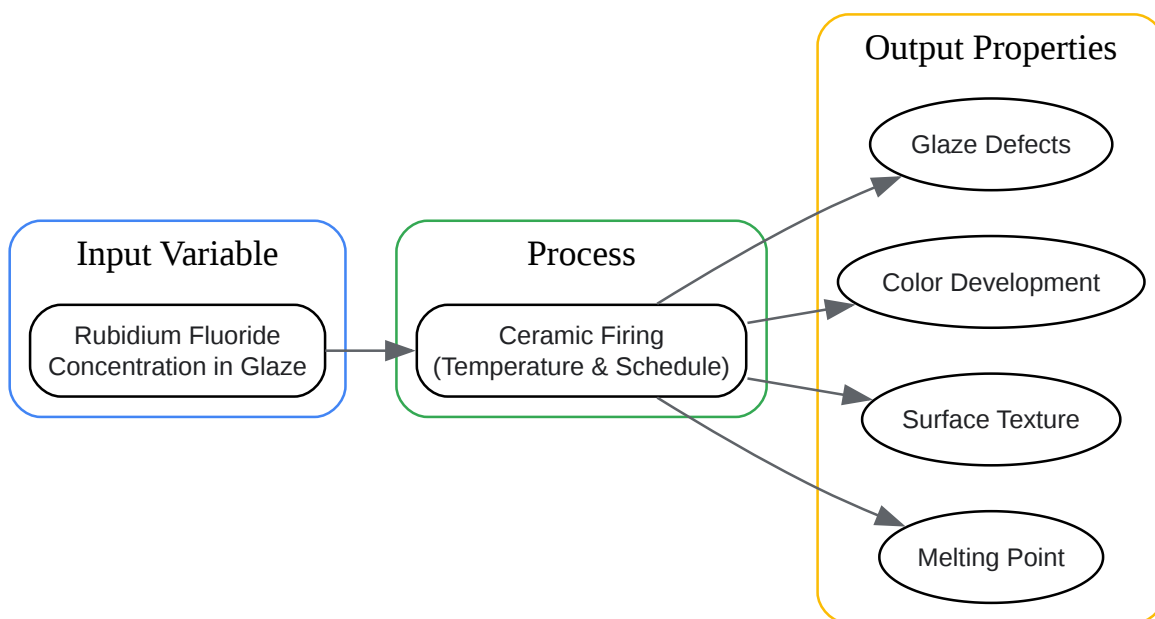 Input Variable
Rubidium Fluoride
Concentration in Glaze
Process
Ceramic Firing
(Temperature & Schedule)
Output Properties
Glaze Defects
Color Development
Surface Texture
Melting Point